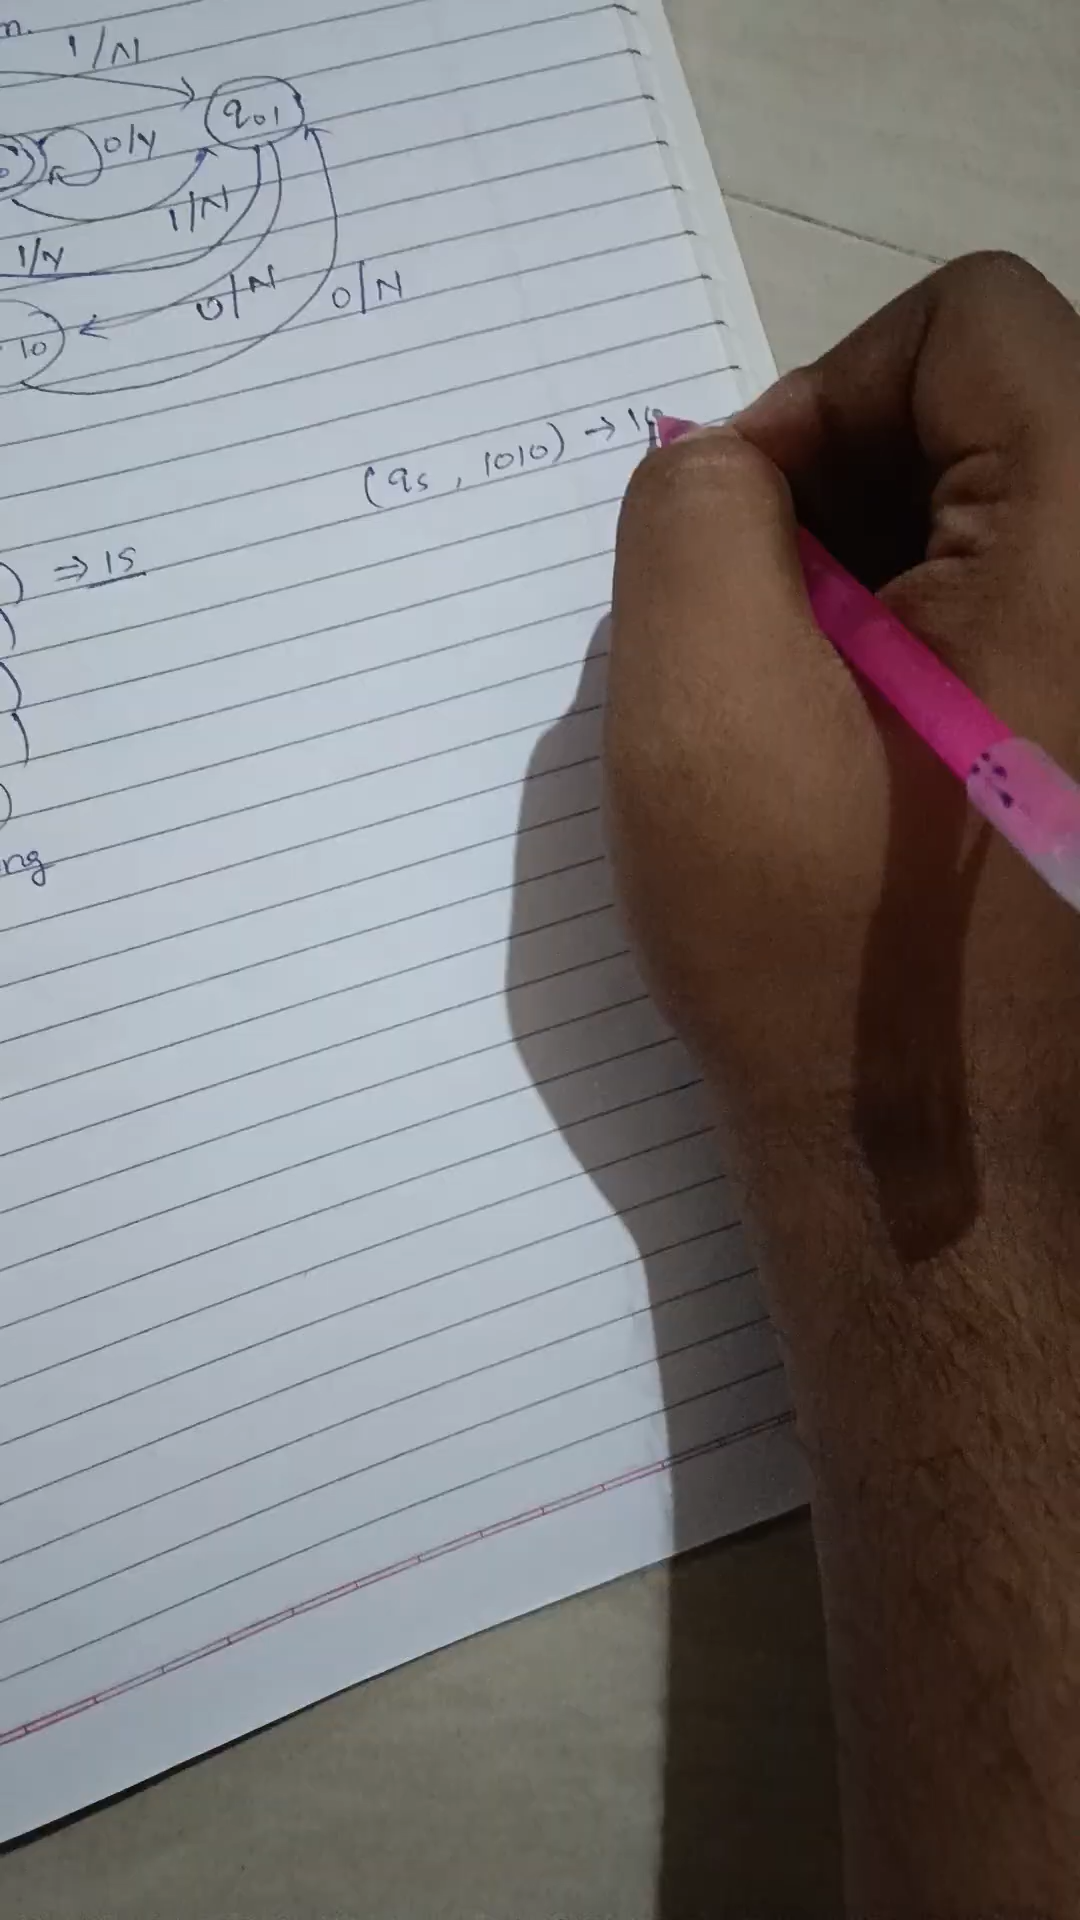 n.
1/N
q01
0/Y
1/N
1/Y
0/N
0/N
10
(qs, 1010) → 1
) ⇒ 15
)
)
)
)
ng